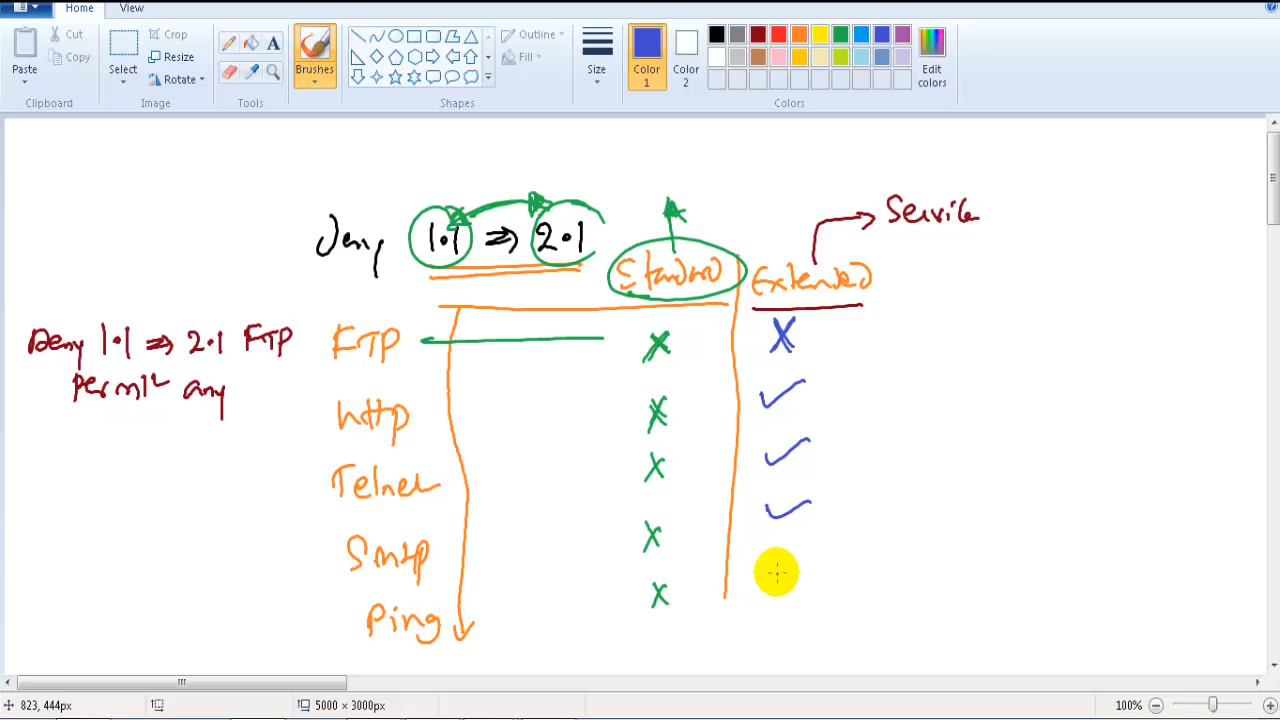 Home View
Paste
Cut
Copy
Clipboard
Select
Crop
Resize
Rotate
Image
A
Tools
Brushes
Outline
Fill
Shapes
Size
Color
1
Color
2
Edit
colors
Colors
Service
Deny 1.1 ⇒ 2.1
Standard Extended
Deny 1.1 ⇒ 2.1 FTP
Permit any
FTP X X
http X ✓
Telnet X ✓
Smtp X ✓
Ping X
823, 444px
5000 × 3000px
100%